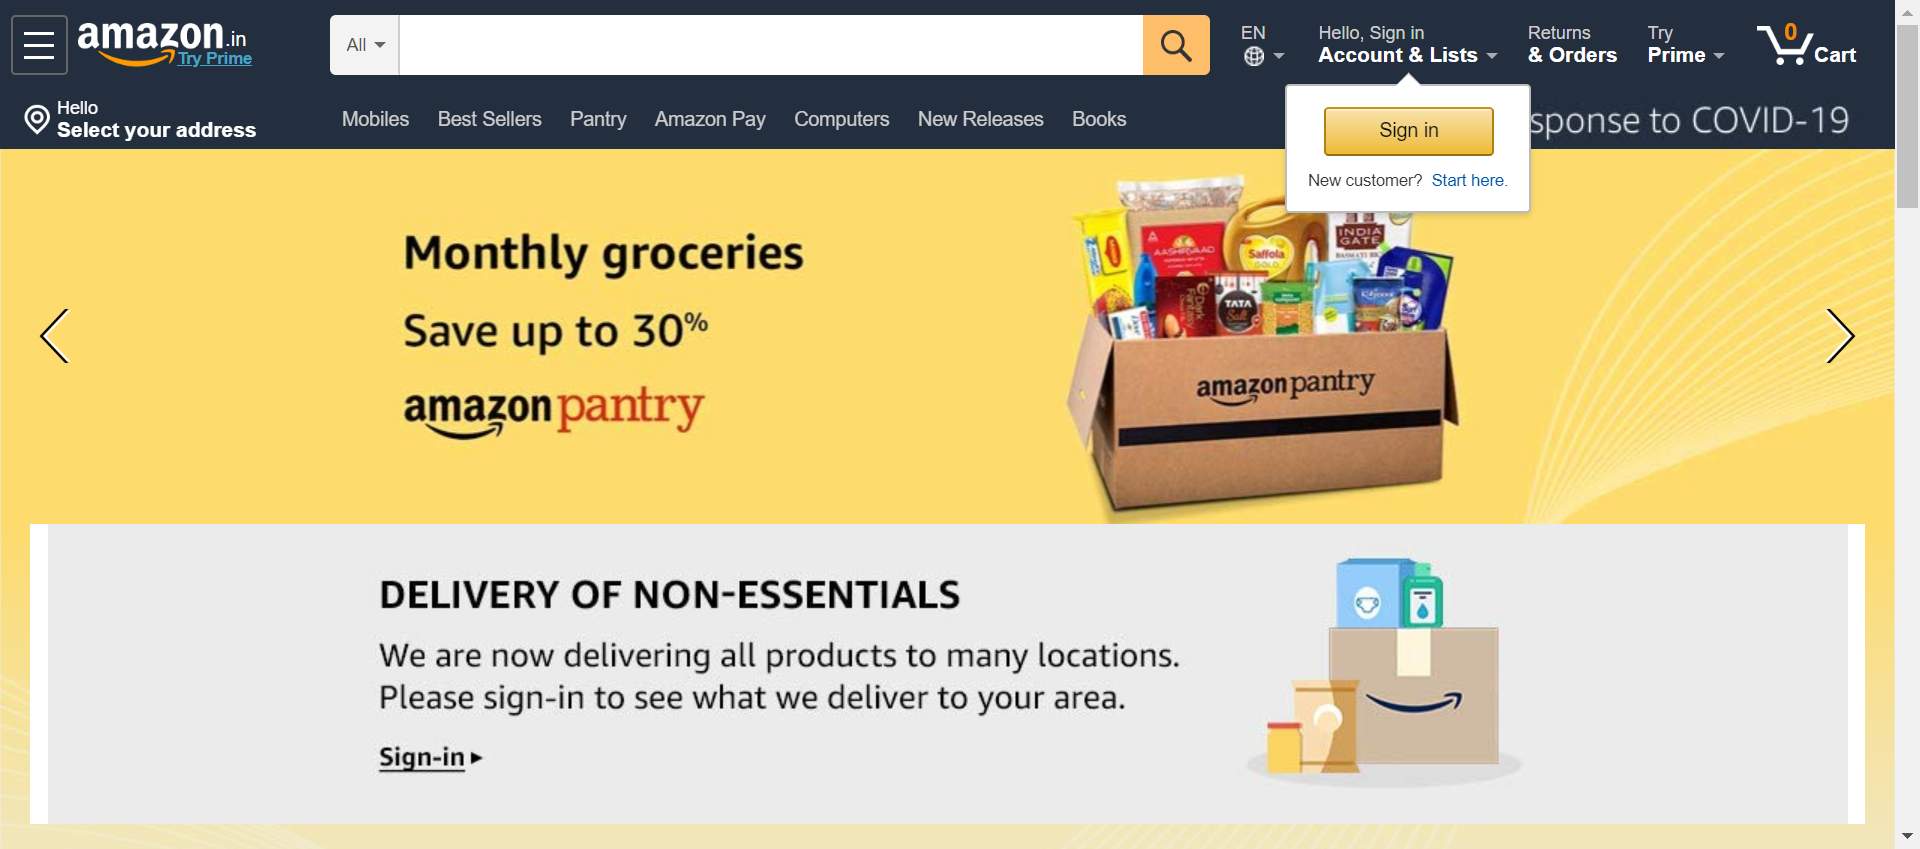 amazon.in
Try Prime
All
EN
Hello, Sign in
Account & Lists
Returns
& Orders
Try
Prime
0
Cart
Hello
Select your address
Mobiles
Best Sellers
Pantry
Amazon Pay
Computers
New Releases
Books
sponse to COVID-19
Sign in
New customer? Start here.
Monthly groceries
Save up to 30%
amazon pantry
AASHIRVAAD
Saffola
GOLD
INDIA
GATE
TATA
Salt
Dark
Fantasy
amazon pantry
DELIVERY OF NON-ESSENTIALS
We are now delivering all products to many locations.
Please sign-in to see what we deliver to your area.
Sign-in